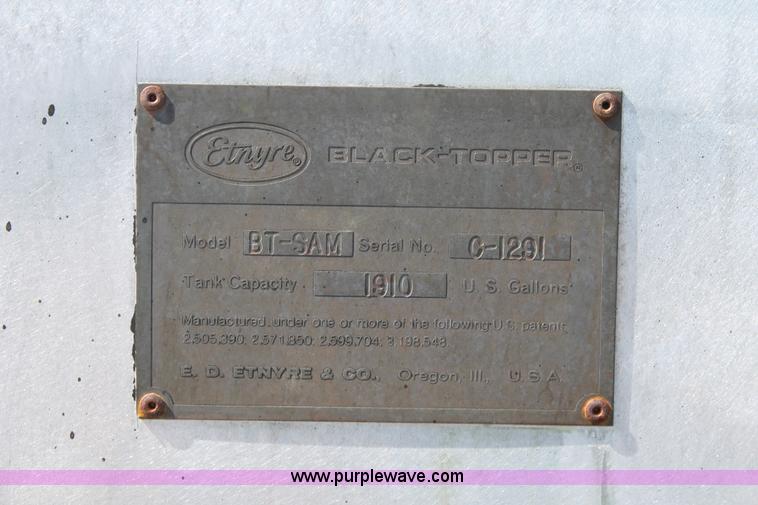 Etnyre® BLACK-TOPPER®
Model BT-SAM Serial No. C-1291
Tank Capacity 1910 U. S. Gallons
Manufactured under one or more of the following U.S. patents
2,505,390; 2,571,850; 2,599,704; 3,198,548
E. D. ETNYRE & CO., Oregon, Ill., U.S.A.
www.purplewave.com